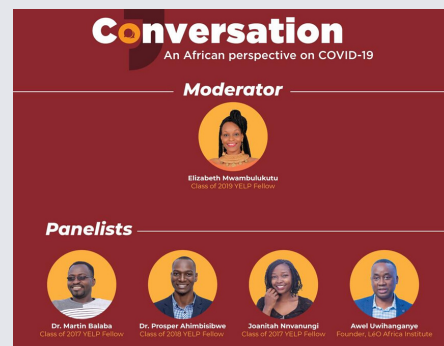 Conversation
An African perspective on COVID-19
Moderator
Elizabeth Mwambulukutu
Class of 2019 YELP Fellow
Panelists
Dr. Martin Balaba
Class of 2017 YELP Fellow
Dr. Prosper Ahimbisibwe
Class of 2018 YELP Fellow
Joanitah Nnvanungi
Class of 2017 YELP Fellow
Awel Uwihanganye
Founder, LéO Africa Institute